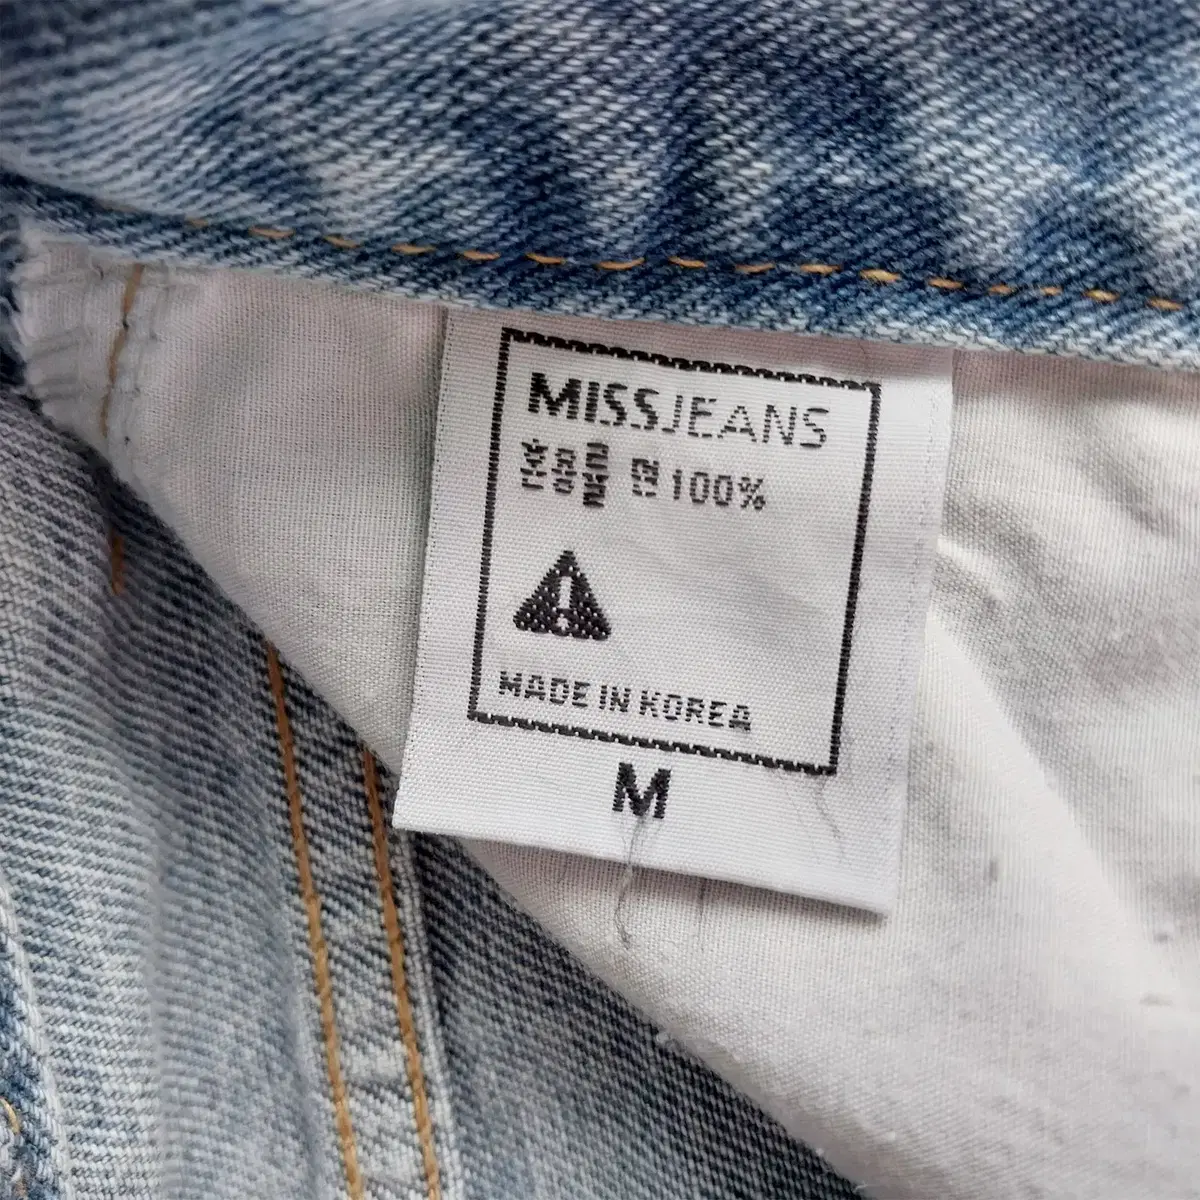 MISSJEANS
혼용률 면100%
MADE IN KOREA
M